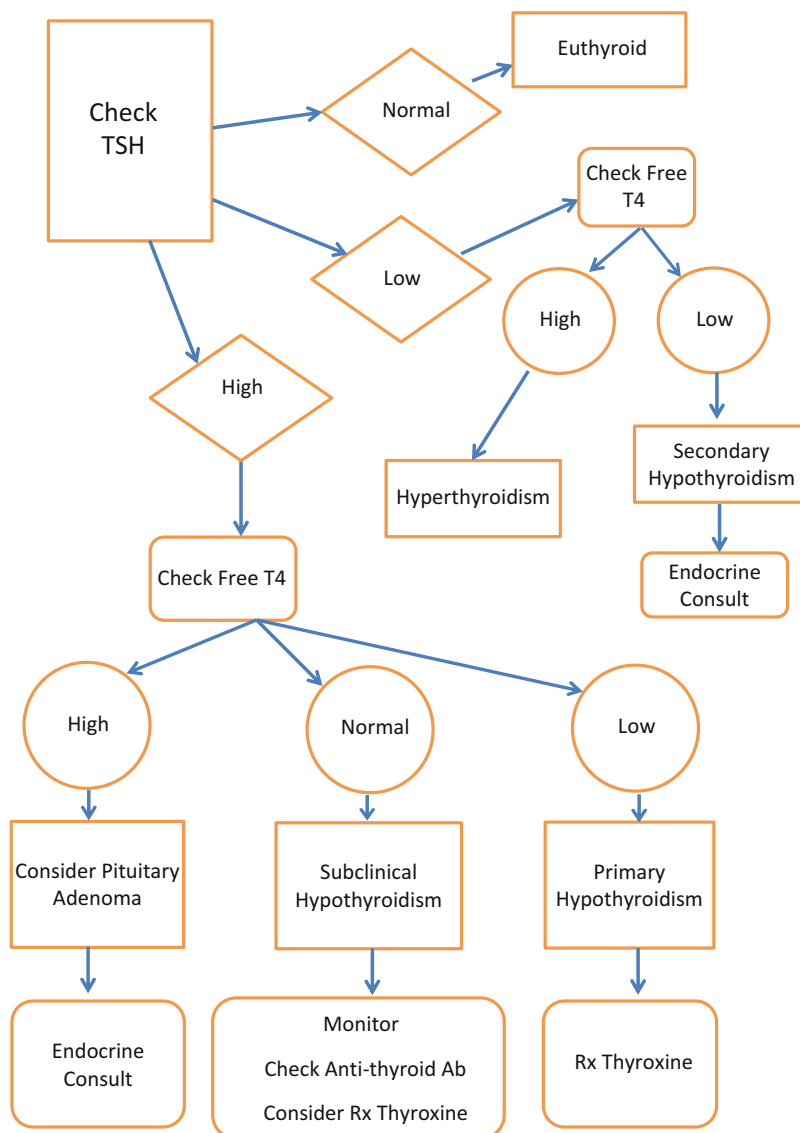 Check
TSH
Normal
Euthyroid
Low
Check Free
T4
High
Low
Hyperthyroidism
Secondary
Hypothyroidism
Endocrine
Consult
High
Check Free T4
High
Normal
Low
Consider Pituitary
Adenoma
Subclinical
Hypothyroidism
Primary
Hypothyroidism
Endocrine
Consult
Monitor
Check Anti-thyroid Ab
Consider Rx Thyroxine
Rx Thyroxine